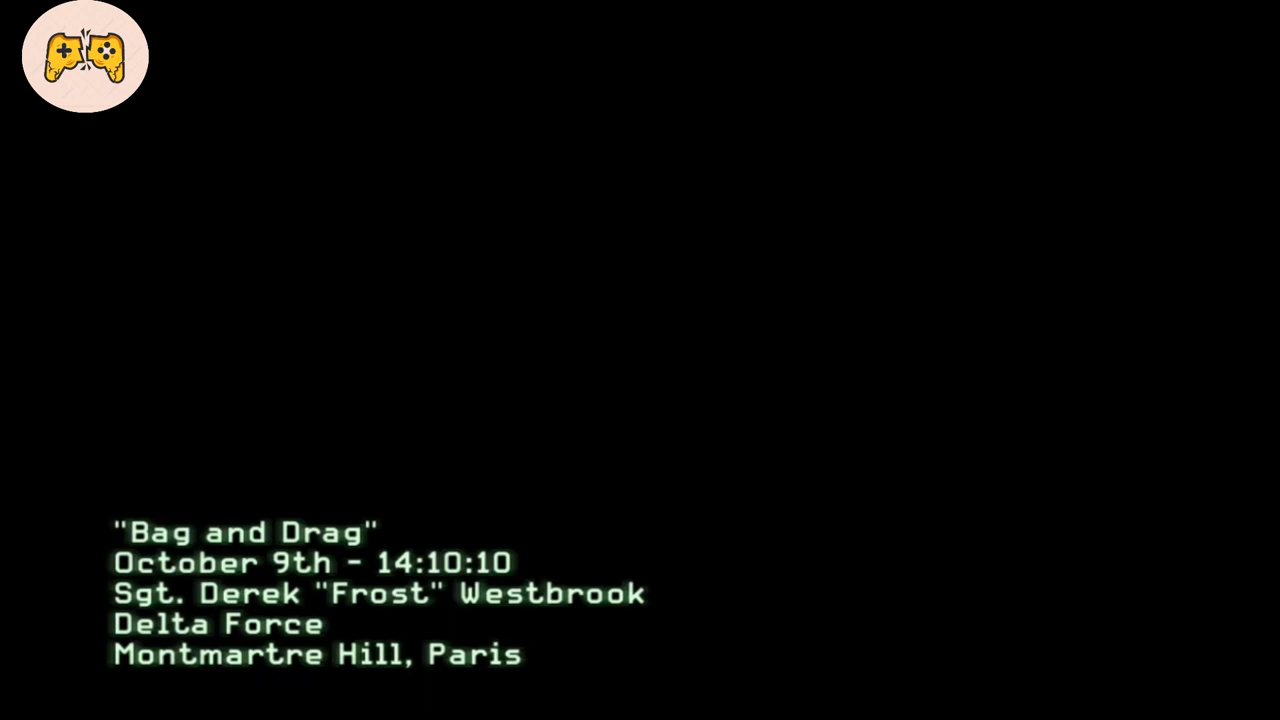 "Bag and Drag"
October 9th - 14:10:10
Sgt. Derek "Frost" Westbrook
Delta Force
Montmartre Hill, Paris